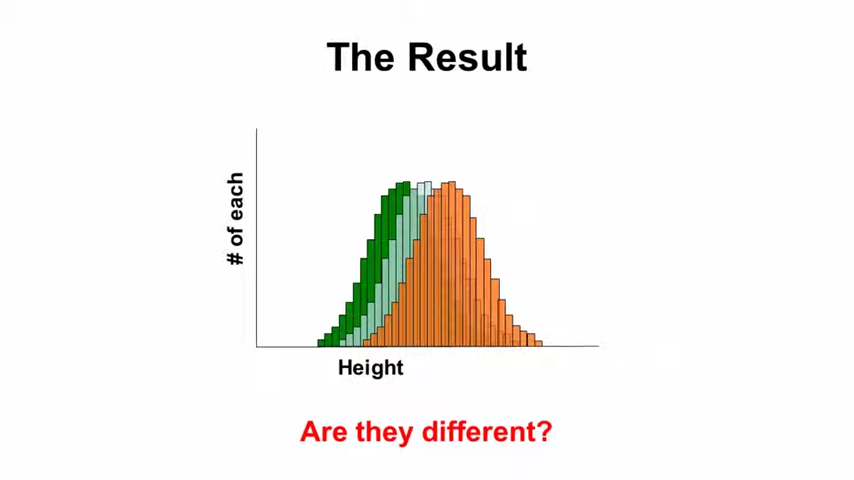 The Result
# of each
Height
Are they different?